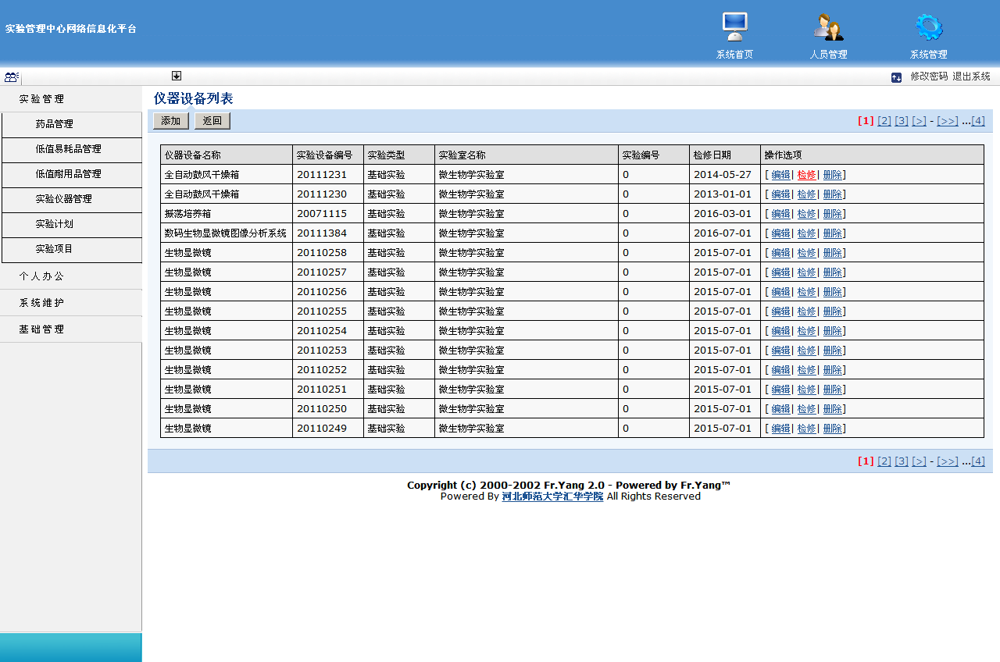 实验管理中心网络信息化平台
系统首页 人员管理 系统管理
修改密码 退出系统
实验管理
药品管理
低值易耗品管理
低值耐用品管理
实验仪器管理
实验计划
实验项目
个人办公
系统维护
基础管理
仪器设备列表
添加 返回 [1] [2] [3] [>] - [>>] ...[4]
仪器设备名称 实验设备编号 实验类型 实验室名称 实验编号 检修日期 操作选项
全自动鼓风干燥箱 20111231 基础实验 微生物学实验室 0 2014-05-27 [ 编辑| 检修| 删除]
全自动鼓风干燥箱 20111230 基础实验 微生物学实验室 0 2013-01-01 [ 编辑| 检修| 删除]
振荡培养箱 20071115 基础实验 微生物学实验室 0 2016-03-01 [ 编辑| 检修| 删除]
数码生物显微镜图像分析系统 20111384 基础实验 微生物学实验室 0 2016-07-01 [ 编辑| 检修| 删除]
生物显微镜 20110258 基础实验 微生物学实验室 0 2015-07-01 [ 编辑| 检修| 删除]
生物显微镜 20110257 基础实验 微生物学实验室 0 2015-07-01 [ 编辑| 检修| 删除]
生物显微镜 20110256 基础实验 微生物学实验室 0 2015-07-01 [ 编辑| 检修| 删除]
生物显微镜 20110255 基础实验 微生物学实验室 0 2015-07-01 [ 编辑| 检修| 删除]
生物显微镜 20110254 基础实验 微生物学实验室 0 2015-07-01 [ 编辑| 检修| 删除]
生物显微镜 20110253 基础实验 微生物学实验室 0 2015-07-01 [ 编辑| 检修| 删除]
生物显微镜 20110252 基础实验 微生物学实验室 0 2015-07-01 [ 编辑| 检修| 删除]
生物显微镜 20110251 基础实验 微生物学实验室 0 2015-07-01 [ 编辑| 检修| 删除]
生物显微镜 20110250 基础实验 微生物学实验室 0 2015-07-01 [ 编辑| 检修| 删除]
生物显微镜 20110249 基础实验 微生物学实验室 0 2015-07-01 [ 编辑| 检修| 删除]
[1] [2] [3] [>] - [>>] ...[4]
Copyright (c) 2000-2002 Fr.Yang 2.0 - Powered by Fr.Yang™
Powered By 河北师范大学汇华学院 All Rights Reserved